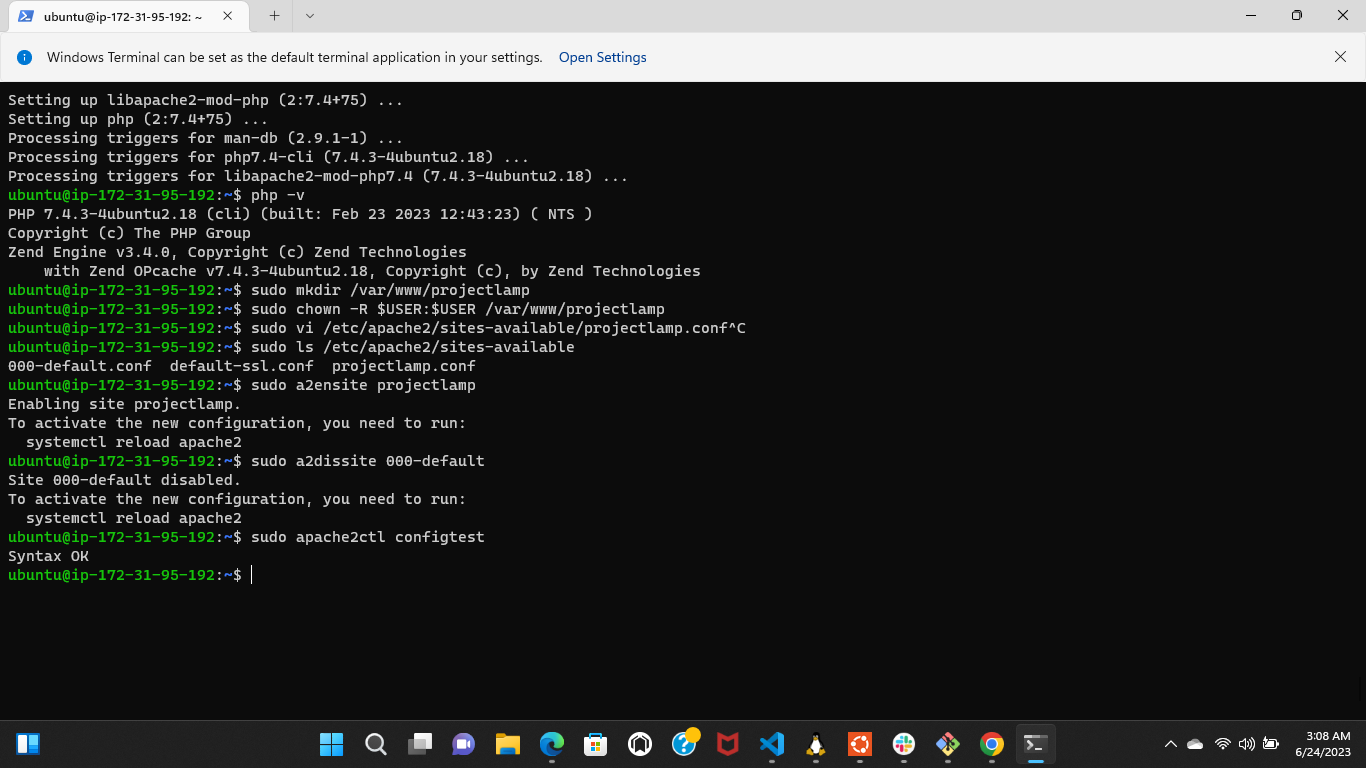 ubuntu@ip-172-31-95-192: ~
Windows Terminal can be set as the default terminal application in your settings. Open Settings
Setting up libapache2-mod-php (2:7.4+75) ...
Setting up php (2:7.4+75) ...
Processing triggers for man-db (2.9.1-1) ...
Processing triggers for php7.4-cli (7.4.3-4ubuntu2.18) ...
Processing triggers for libapache2-mod-php7.4 (7.4.3-4ubuntu2.18) ...
ubuntu@ip-172-31-95-192:~$ php -v
PHP 7.4.3-4ubuntu2.18 (cli) (built: Feb 23 2023 12:43:23) ( NTS )
Copyright (c) The PHP Group
Zend Engine v3.4.0, Copyright (c) Zend Technologies
    with Zend OPcache v7.4.3-4ubuntu2.18, Copyright (c), by Zend Technologies
ubuntu@ip-172-31-95-192:~$ sudo mkdir /var/www/projectlamp
ubuntu@ip-172-31-95-192:~$ sudo chown -R $USER:$USER /var/www/projectlamp
ubuntu@ip-172-31-95-192:~$ sudo vi /etc/apache2/sites-available/projectlamp.conf^C
ubuntu@ip-172-31-95-192:~$ sudo ls /etc/apache2/sites-available
000-default.conf  default-ssl.conf  projectlamp.conf
ubuntu@ip-172-31-95-192:~$ sudo a2ensite projectlamp
Enabling site projectlamp.
To activate the new configuration, you need to run:
  systemctl reload apache2
ubuntu@ip-172-31-95-192:~$ sudo a2dissite 000-default
Site 000-default disabled.
To activate the new configuration, you need to run:
  systemctl reload apache2
ubuntu@ip-172-31-95-192:~$ sudo apache2ctl configtest
Syntax OK
ubuntu@ip-172-31-95-192:~$
3:08 AM
6/24/2023